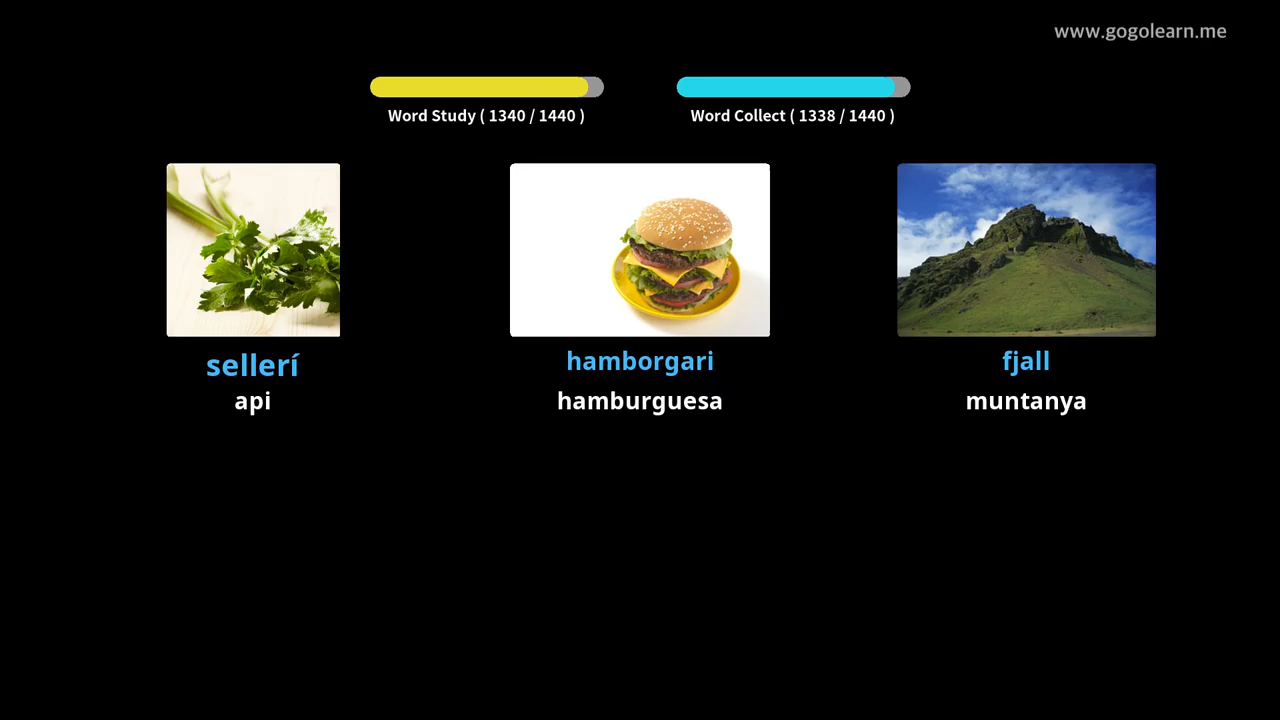 www.gogolearn.me
Word Study ( 1340 / 1440 )
Word Collect ( 1338 / 1440 )
sellerí
hamborgari
fjall
api
hamburguesa
muntanya